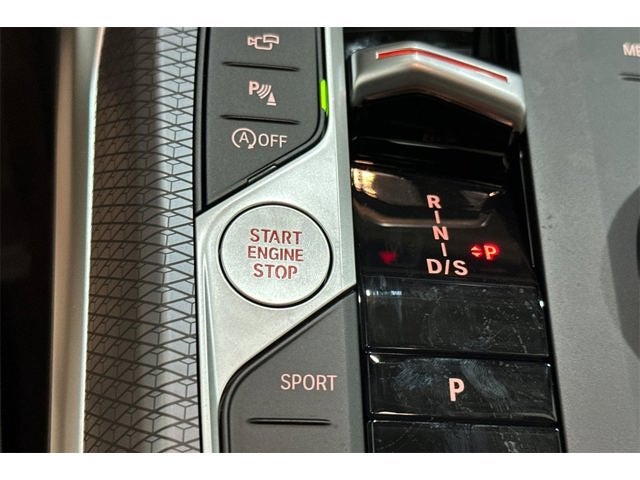 P
A OFF
START
ENGINE
STOP
SPORT
R
N
D/S
P
P